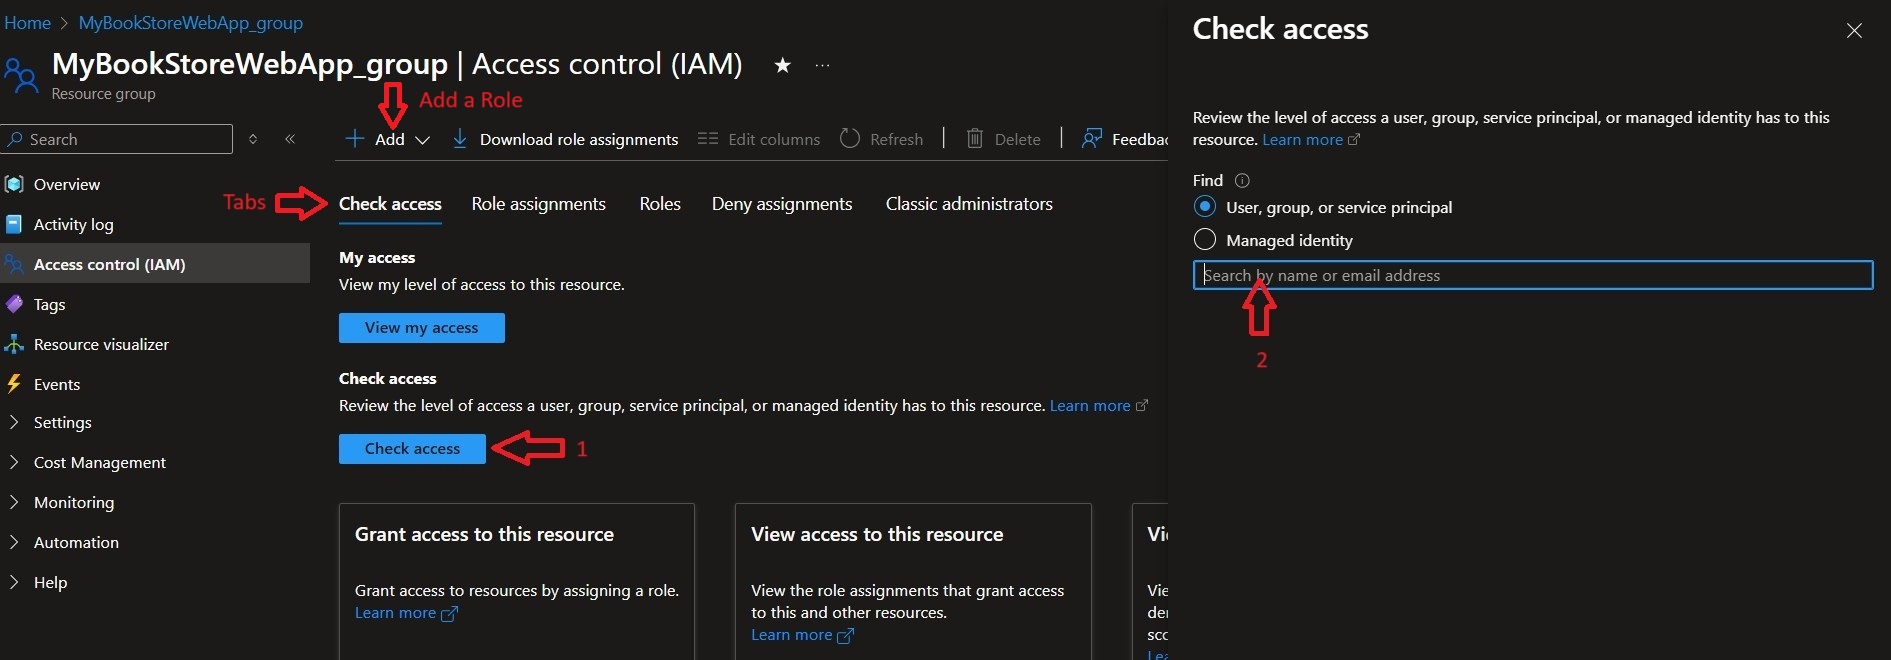 Home > MyBookStoreWebApp_group
MyBookStoreWebApp_group | Access control (IAM) ★ ...
Resource group
Add a Role
Search
Add
Download role assignments
Edit columns
Refresh
Delete
Feedbac
Overview
Activity log
Access control (IAM)
Tags
Resource visualizer
Events
Settings
Cost Management
Monitoring
Automation
Help
Tabs
Check access
Role assignments
Roles
Deny assignments
Classic administrators
My access
View my level of access to this resource.
View my access
Check access
Review the level of access a user, group, service principal, or managed identity has to this resource. Learn more
Check access
1
Grant access to this resource
Grant access to resources by assigning a role.
Learn more
View access to this resource
View the role assignments that grant access
to this and other resources.
Learn more
Vi
Vie
der
sco
Lea
Check access
Review the level of access a user, group, service principal, or managed identity has to this
resource. Learn more
Find
User, group, or service principal
Managed identity
Search by name or email address
2